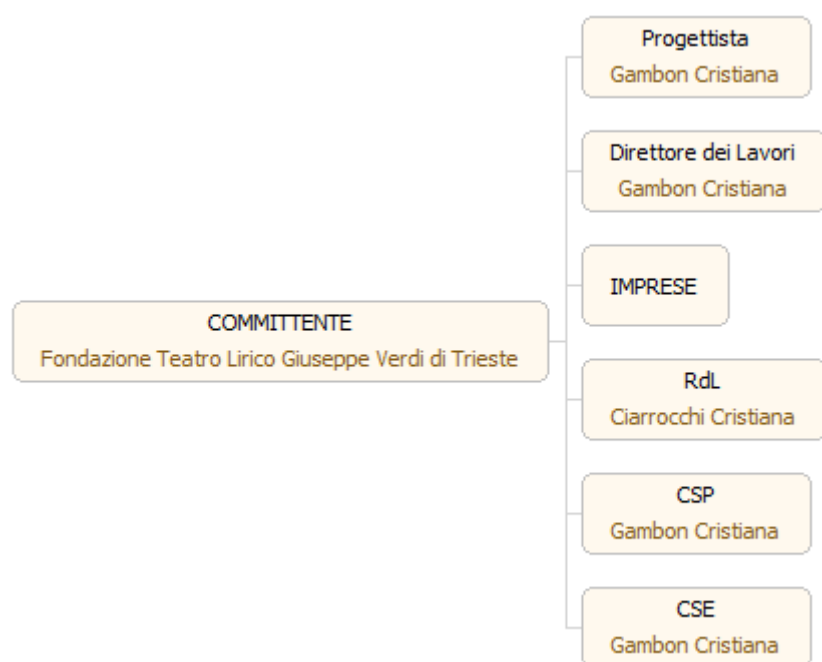 Progettista
Gambon Cristiana
Direttore dei Lavori
Gambon Cristiana
IMPRESE
COMMITTENTE
Fondazione Teatro Lirico Giuseppe Verdi di Trieste
RdL
Ciarrocchi Cristiana
CSP
Gambon Cristiana
CSE
Gambon Cristiana